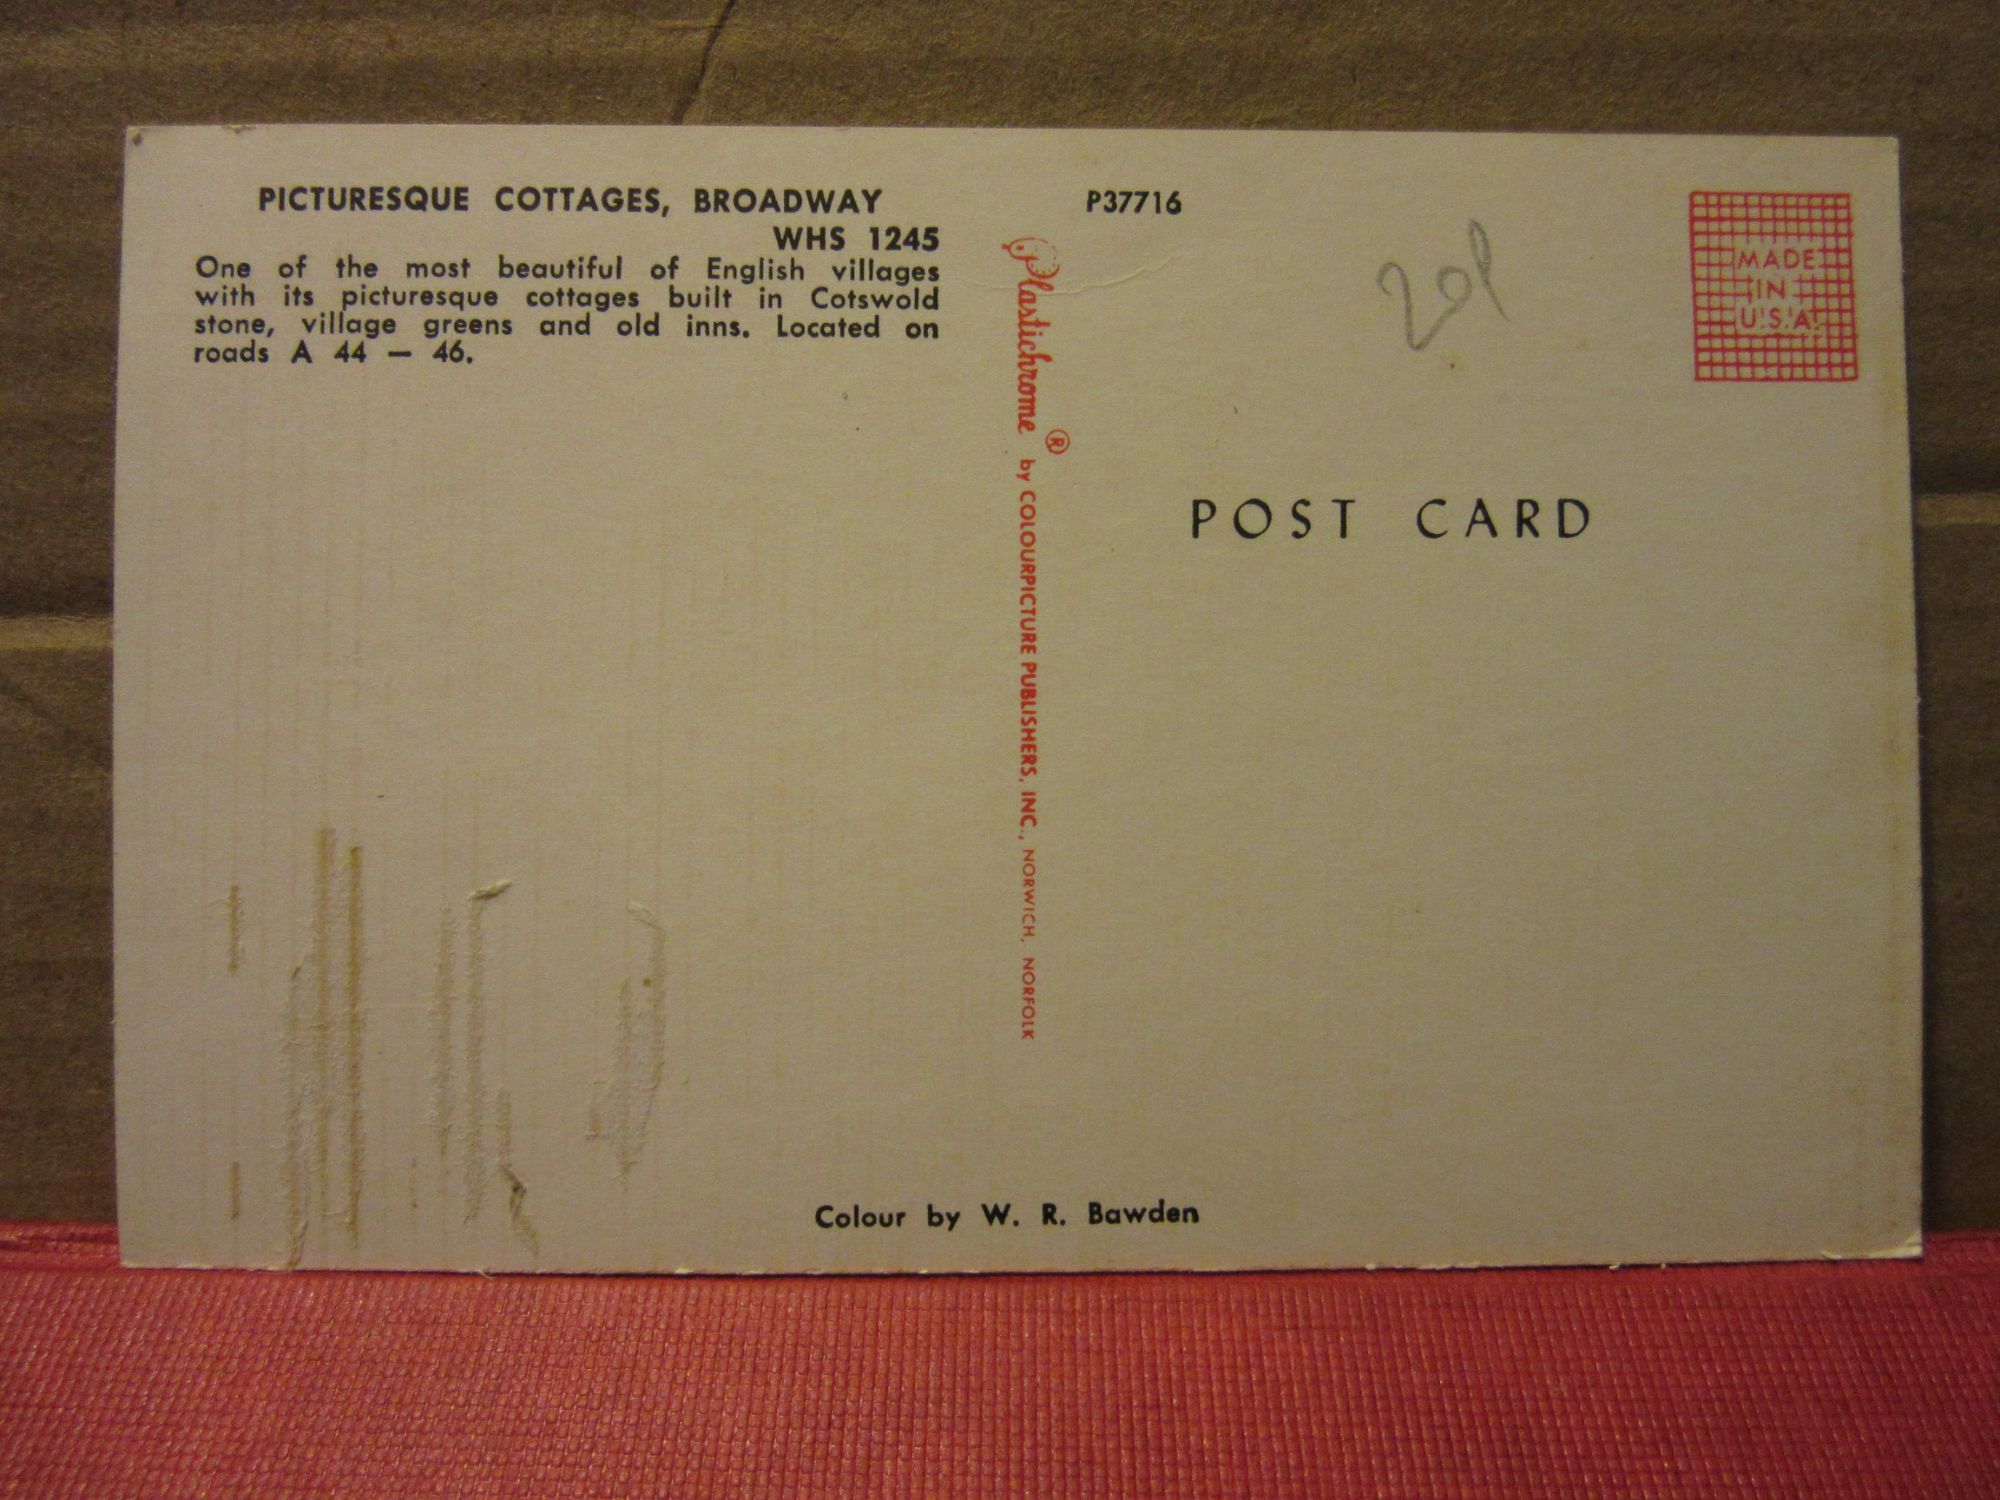 PICTURESQUE COTTAGES, BROADWAY
WHS 1245
One of the most beautiful of English villages
with its picturesque cottages built in Cotswold
stone, village greens and old inns. Located on
roads A 44 — 46.
Plastichrome ® by COLOURPICTURE PUBLISHERS, INC., NORWICH, NORFOLK
P37716
20p
MADE
IN
U.S.A.
POST CARD
Colour by W. R. Bawden